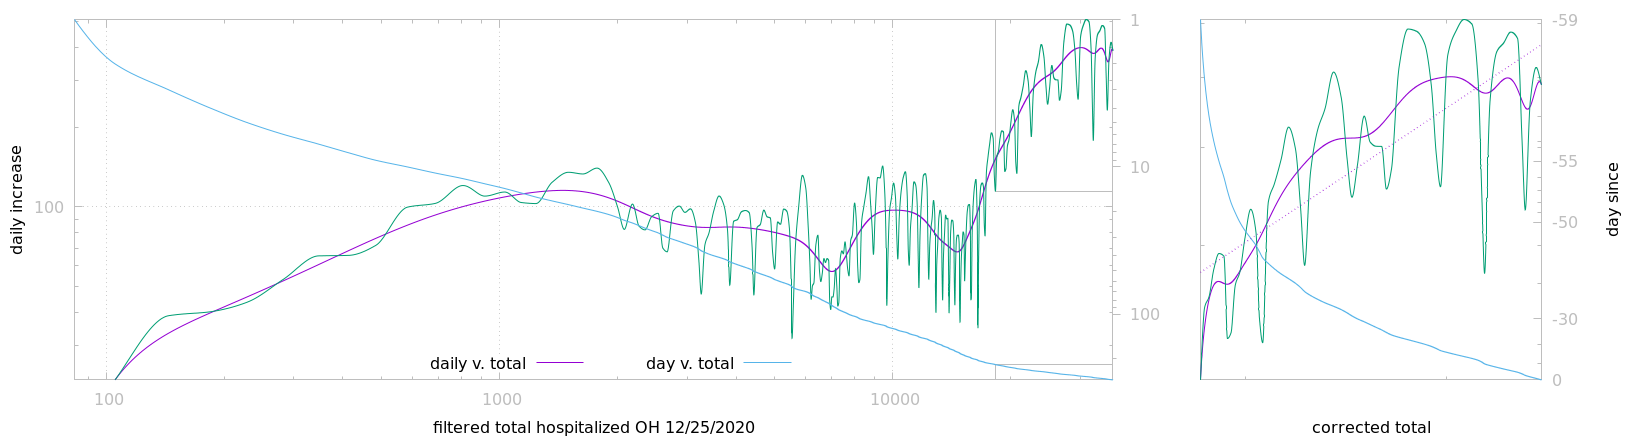 daily increase
100
daily v. total
day v. total
100
1000
10000
filtered total hospitalized OH 12/25/2020
1
10
100
-59
-55
-50
-30
0
day since
corrected total